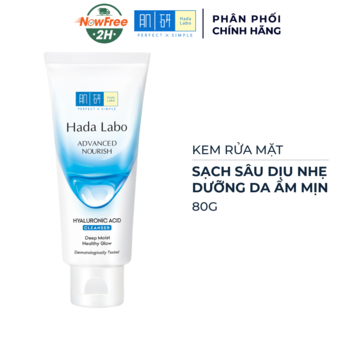 NowFree
2H
肌研
Hada
Labo
PERFECT × SIMPLE
PHÂN PHỐI
CHÍNH HÃNG
肌研
Hada
Labo
PERFECT × SIMPLE
Hada Labo
ADVANCED
NOURISH
HYALURONIC ACID
CLEANSER
Deep Moist
Healthy Glow
Dermatologically Tested
KEM RỬA MẶT
SẠCH SÂU DỊU NHẸ
DƯỠNG DA ẨM MỊN
80G